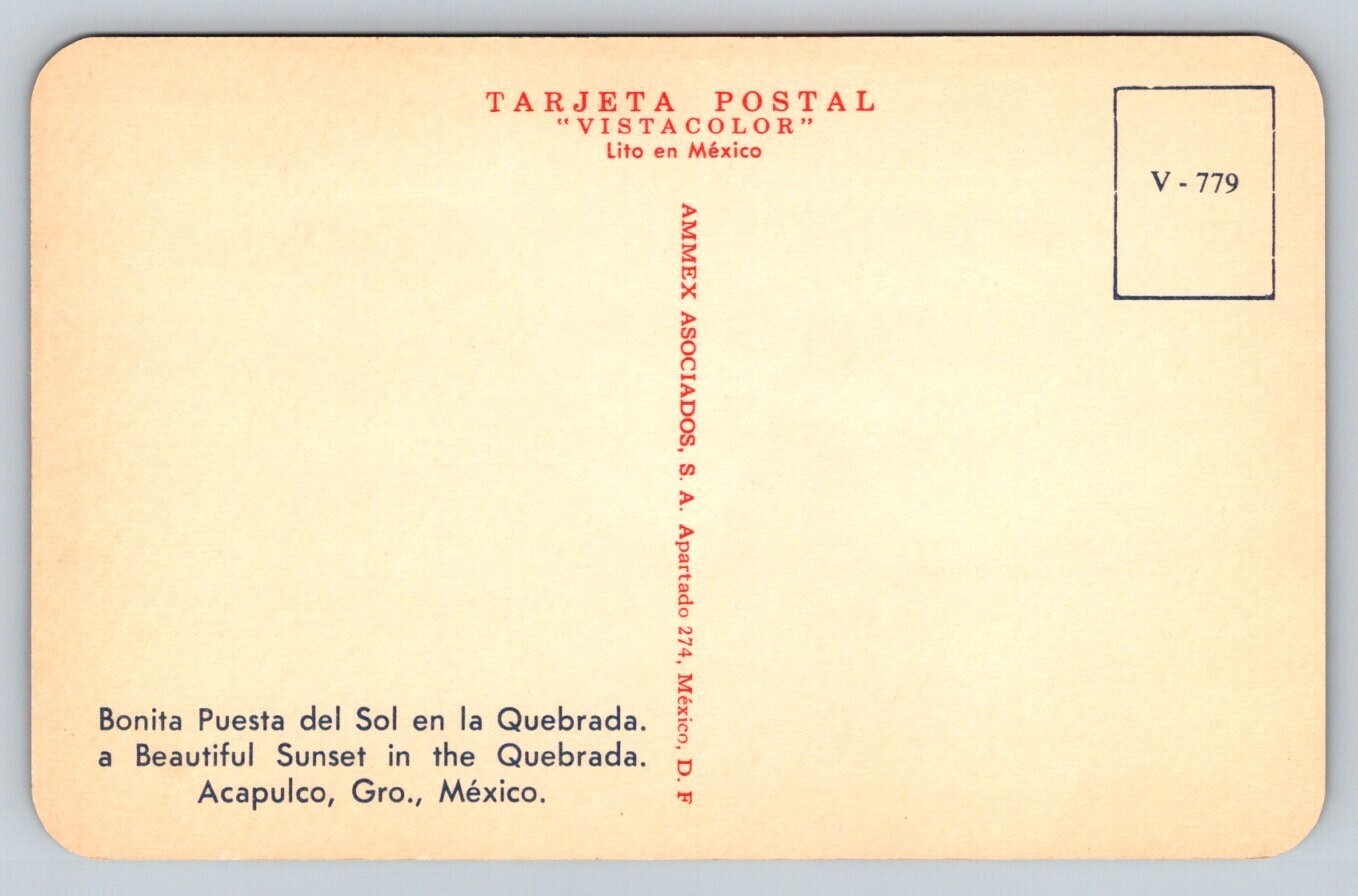 TARJETA POSTAL
"VISTACOLOR"
Lito en México
V - 779
AMMEX ASOCIADOS, S. A. Apartado 274, México, D. F
Bonita Puesta del Sol en la Quebrada.
a Beautiful Sunset in the Quebrada.
Acapulco, Gro., México.